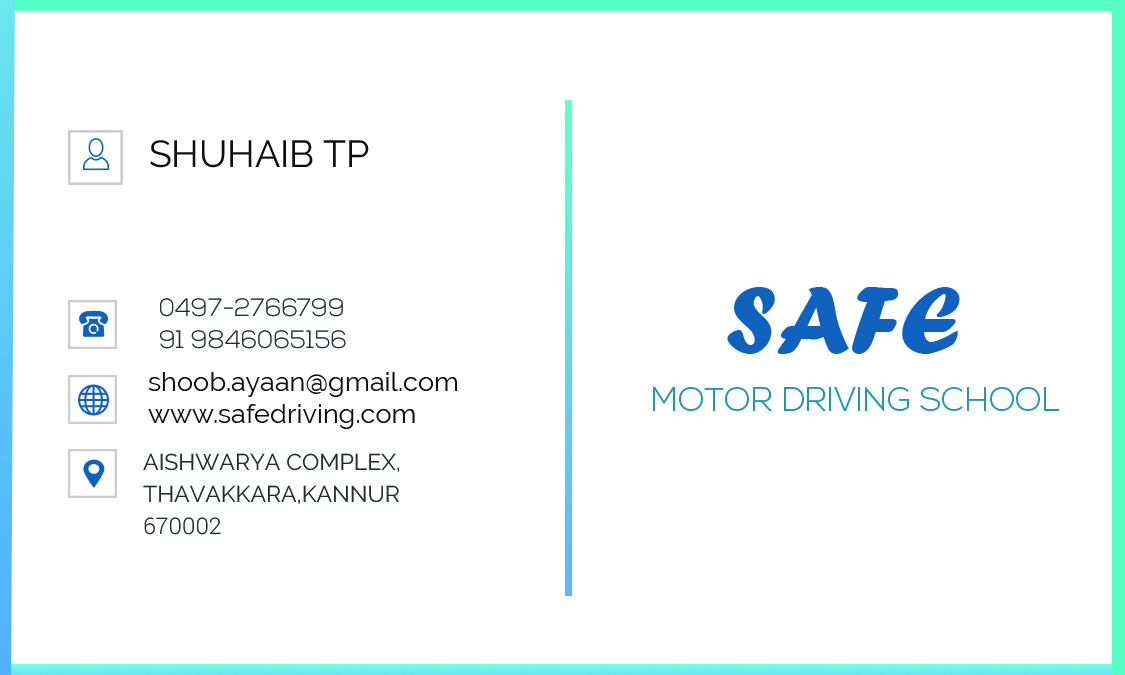 SHUHAIB TP
0497-2766799
91 9846065156
shoob.ayaan@gmail.com
www.safedriving.com
AISHWARYA COMPLEX,
THAVAKKARA,KANNUR
670002
SAFE
MOTOR DRIVING SCHOOL